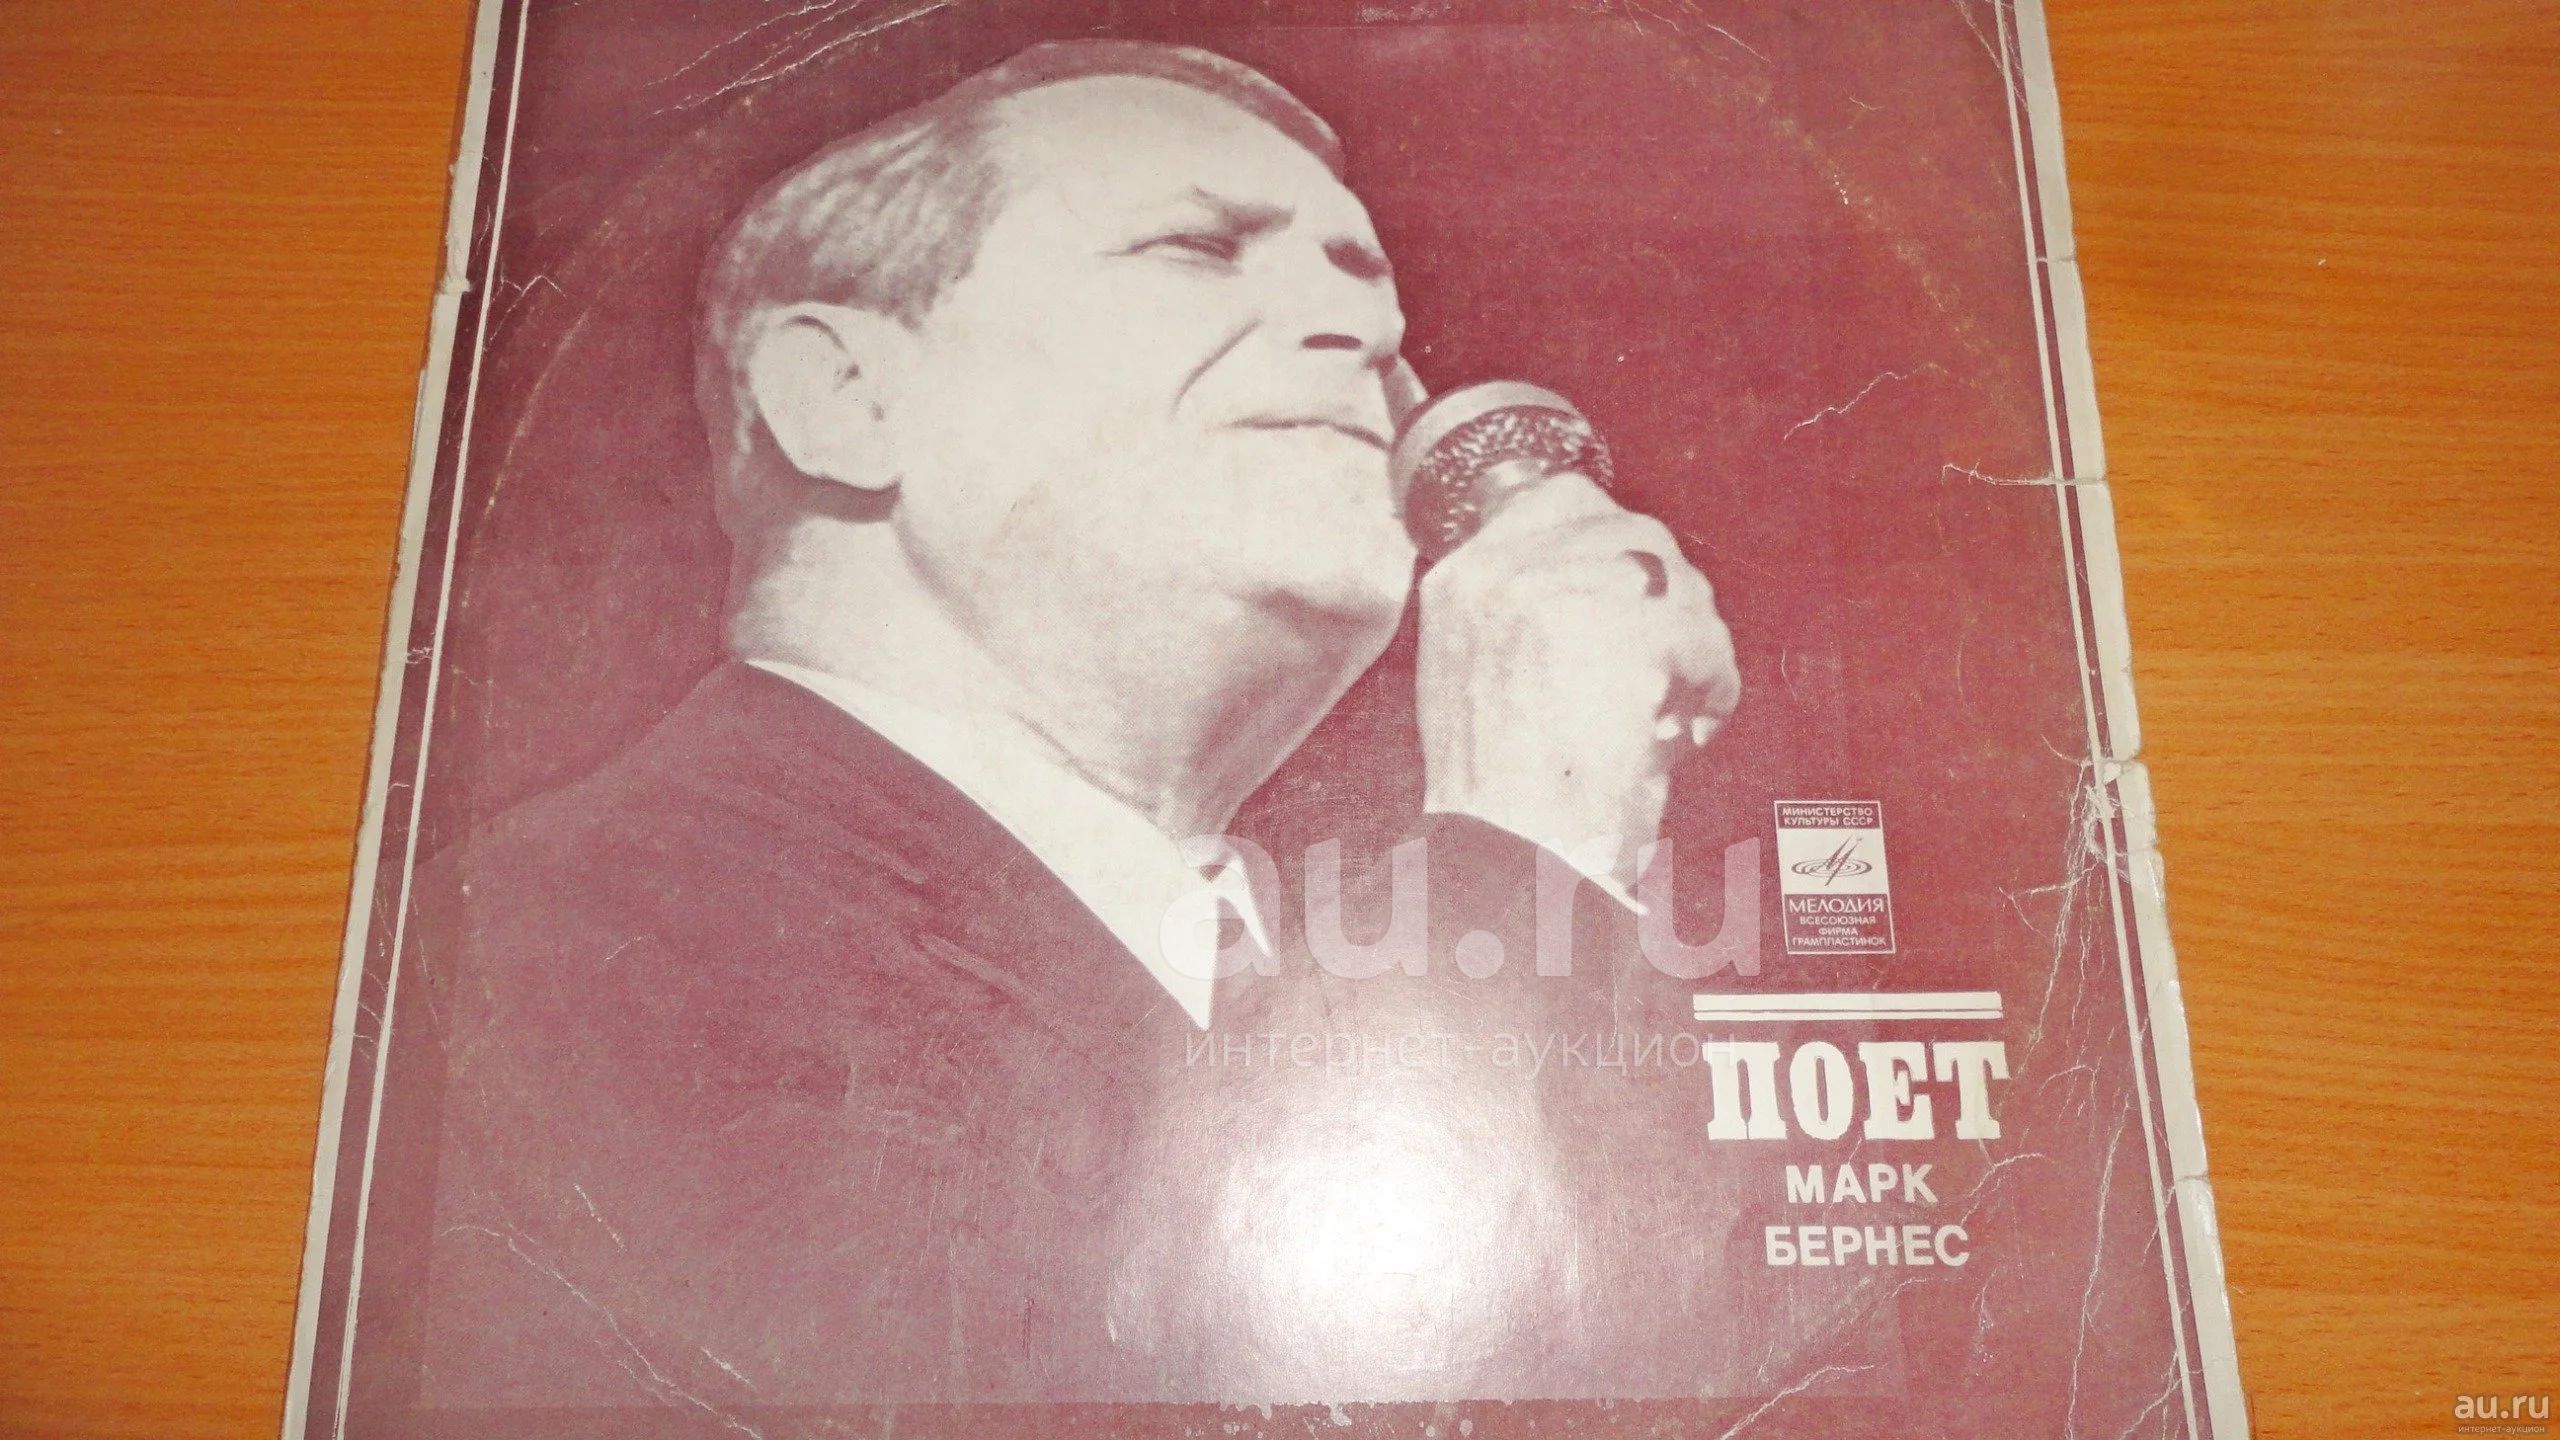 МИНИСТЕРСТВО
КУЛЬТУРЫ СССР
МЕЛОДИЯ
ВСЕСОЮЗНАЯ
ФИРМА
ГРАМПЛАСТИНОК
au.ru
интернет-аукцион
ПОЕТ
МАРК
БЕРНЕС
au.ru
интернет-аукцион